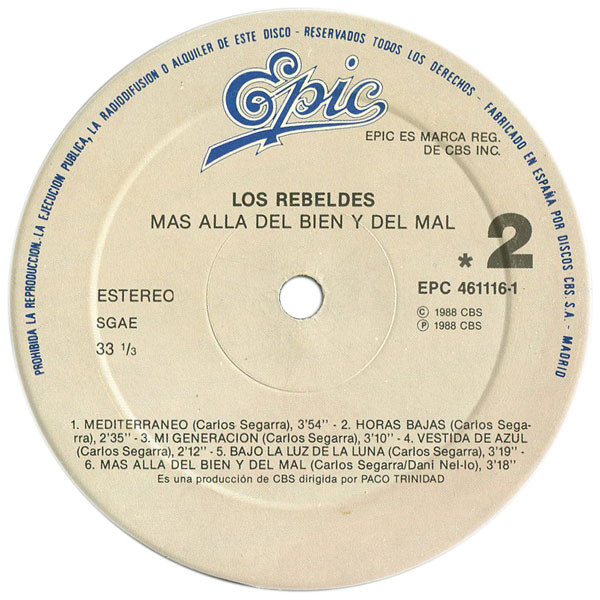 PROHIBIDA LA REPRODUCCION..LA EJECUCION PUBLICA, LA RADIODIFUSION O ALQUILER DE ESTE DISCO - RESERVADOS TODOS LOS DERECHOS. - FABRICADO EN ESPAÑA POR DISCOS CBS. S.A. - MADRID
Epic
EPIC ES MARCA REG.
DE CBS INC.
LOS REBELDES
MAS ALLA DEL BIEN Y DEL MAL
* 2
ESTEREO
EPC 461116-1
SGAE
© 1988 CBS
33 1/3
Ⓟ 1988 CBS
1. MEDITERRANEO (Carlos Segarra), 3'54'' - 2. HORAS BAJAS (Carlos Sega-
rra), 2'35'' - 3. MI GENERACION (Carlos Segarra), 3'10'' - 4. VESTIDA DE AZUL
(Carlos Segarra), 2'12'' - 5. BAJO LA LUZ DE LA LUNA (Carlos Segarra), 3'19'' -
6. MAS ALLA DEL BIEN Y DEL MAL (Carlos Segarra/Dani Nel-lo), 3'18''
Es una producción de CBS dirigida por PACO TRINIDAD